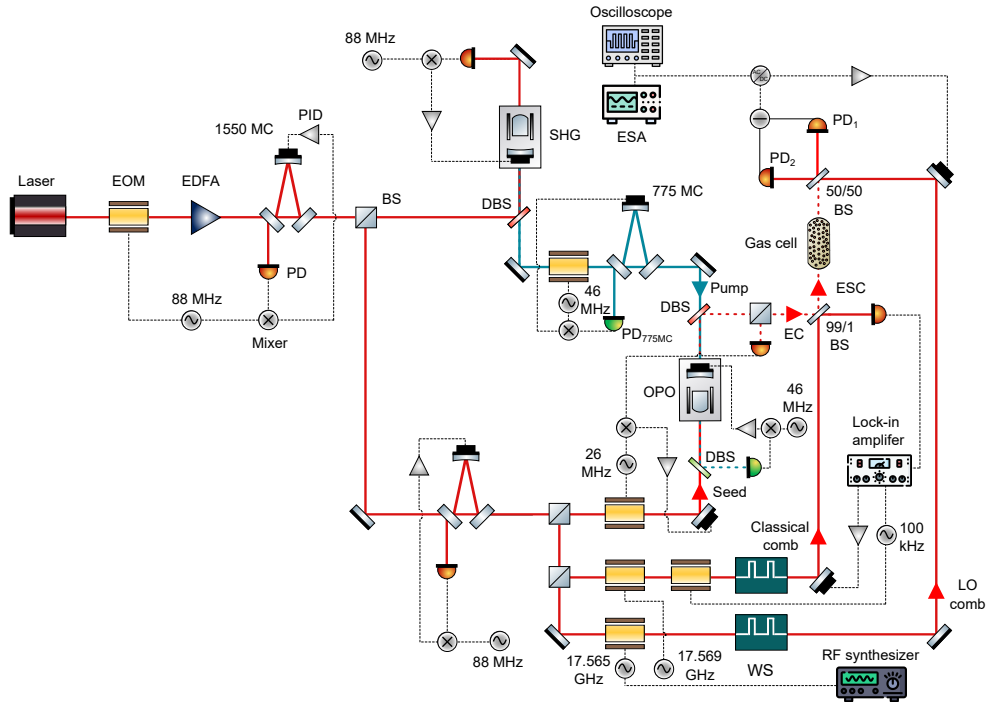 Oscilloscope
88 MHz
AC/
DC
ESA
PD1
PD2
SHG
PID
1550 MC
Laser
EOM
EDFA
BS
DBS
775 MC
50/50
BS
Gas cell
PD
88 MHz
Mixer
46
MHz
PD775MC
Pump
DBS
ESC
EC
99/1
BS
OPO
46
MHz
Lock-in
amplifer
26
MHz
DBS
Seed
Classical
comb
100
kHz
LO
comb
88 MHz
17.565
GHz
17.569
GHz
WS
RF synthesizer